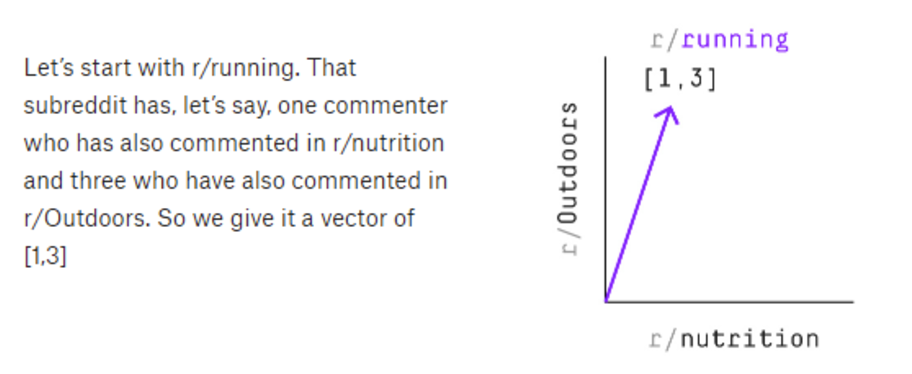 Let's start with r/running. That
subreddit has, let's say, one commenter
who has also commented in r/nutrition
and three who have also commented in
r/Outdoors. So we give it a vector of
[1,3]
r/running
[1,3]
r/Outdoors
r/nutrition